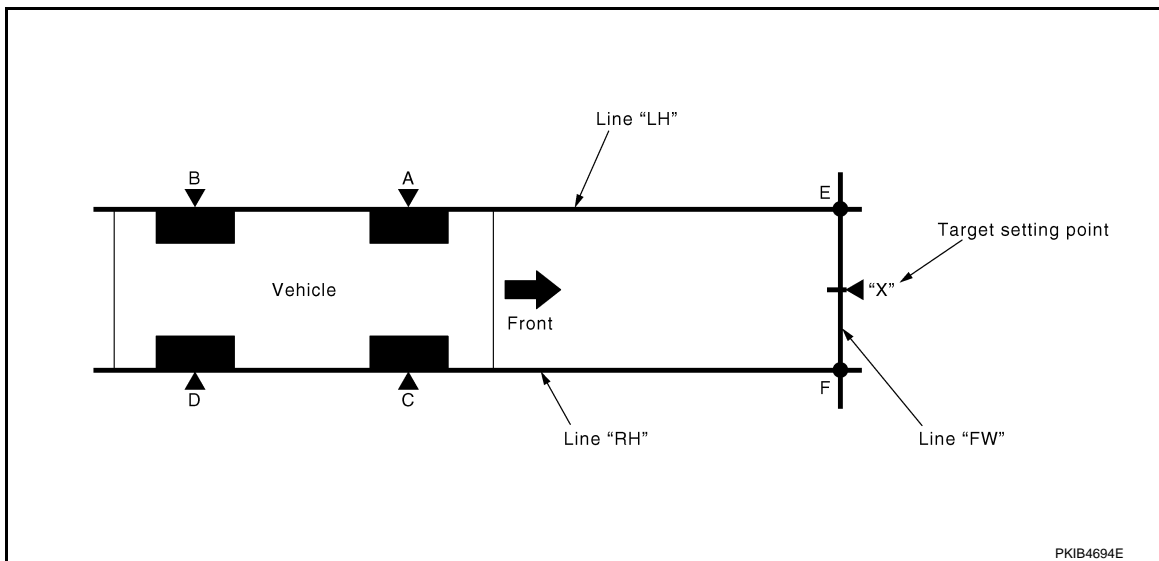 Line “LH”
B
A
E
Target setting point
Vehicle
“X”
Front
D
C
F
Line “RH”
Line “FW”
PKIB4694E